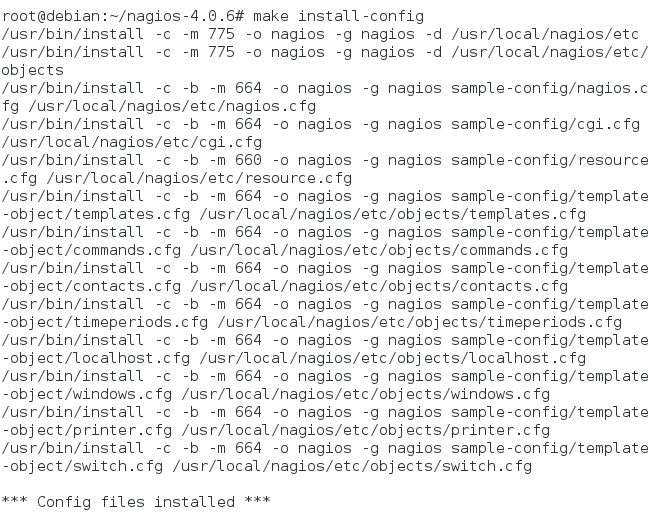 root@debian:~/nagios-4.0.6# make install-config
/usr/bin/install -c -m 775 -o nagios -g nagios -d /usr/local/nagios/etc
/usr/bin/install -c -m 775 -o nagios -g nagios -d /usr/local/nagios/etc/
objects
/usr/bin/install -c -b -m 664 -o nagios -g nagios sample-config/nagios.c
fg /usr/local/nagios/etc/nagios.cfg
/usr/bin/install -c -b -m 664 -o nagios -g nagios sample-config/cgi.cfg
/usr/local/nagios/etc/cgi.cfg
/usr/bin/install -c -b -m 660 -o nagios -g nagios sample-config/resource
.cfg /usr/local/nagios/etc/resource.cfg
/usr/bin/install -c -b -m 664 -o nagios -g nagios sample-config/template
-object/templates.cfg /usr/local/nagios/etc/objects/templates.cfg
/usr/bin/install -c -b -m 664 -o nagios -g nagios sample-config/template
-object/commands.cfg /usr/local/nagios/etc/objects/commands.cfg
/usr/bin/install -c -b -m 664 -o nagios -g nagios sample-config/template
-object/contacts.cfg /usr/local/nagios/etc/objects/contacts.cfg
/usr/bin/install -c -b -m 664 -o nagios -g nagios sample-config/template
-object/timeperiods.cfg /usr/local/nagios/etc/objects/timeperiods.cfg
/usr/bin/install -c -b -m 664 -o nagios -g nagios sample-config/template
-object/localhost.cfg /usr/local/nagios/etc/objects/localhost.cfg
/usr/bin/install -c -b -m 664 -o nagios -g nagios sample-config/template
-object/windows.cfg /usr/local/nagios/etc/objects/windows.cfg
/usr/bin/install -c -b -m 664 -o nagios -g nagios sample-config/template
-object/printer.cfg /usr/local/nagios/etc/objects/printer.cfg
/usr/bin/install -c -b -m 664 -o nagios -g nagios sample-config/template
-object/switch.cfg /usr/local/nagios/etc/objects/switch.cfg
*** Config files installed ***